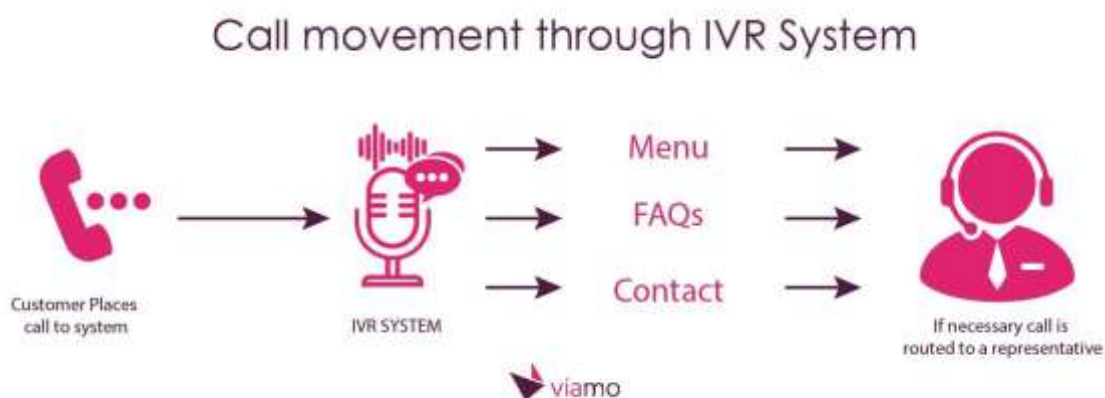 Call movement through IVR System
Menu
FAQs
Contact
Customer Places
call to system
IVR SYSTEM
If necessary call is
routed to a representative
viamo